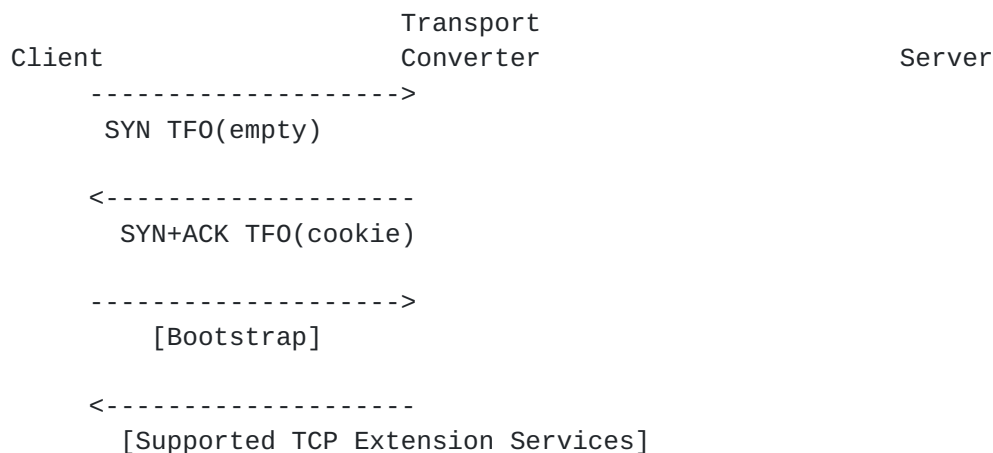 Transport
Client Converter Server
-------------------->
SYN TFO(empty)
<--------------------
SYN+ACK TFO(cookie)
-------------------->
[Bootstrap]
<--------------------
[Supported TCP Extension Services]